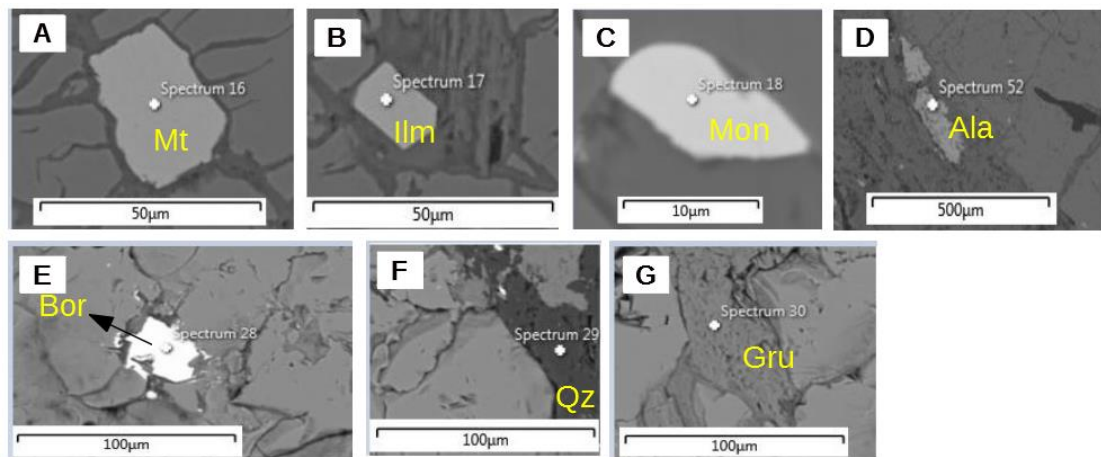 A
Spectrum 16
Mt
50µm
B
Spectrum 17
Ilm
50µm
C
Spectrum 18
Mon
10µm
D
Spectrum 52
Ala
500µm
E
Bor
Spectrum 28
100µm
F
Spectrum 29
Qz
100µm
G
Spectrum 30
Gru
100µm